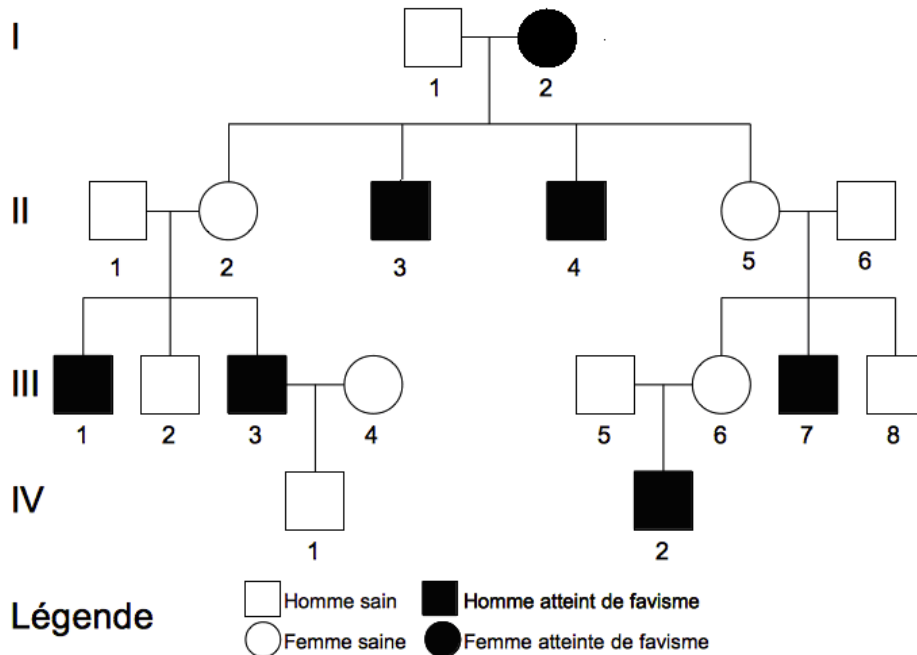 I
1 2
II
1 2 3 4 5 6
III
1 2 3 4 5 6 7 8
IV
1 2
Légende
Homme sain Homme atteint de favisme
Femme saine Femme atteinte de favisme